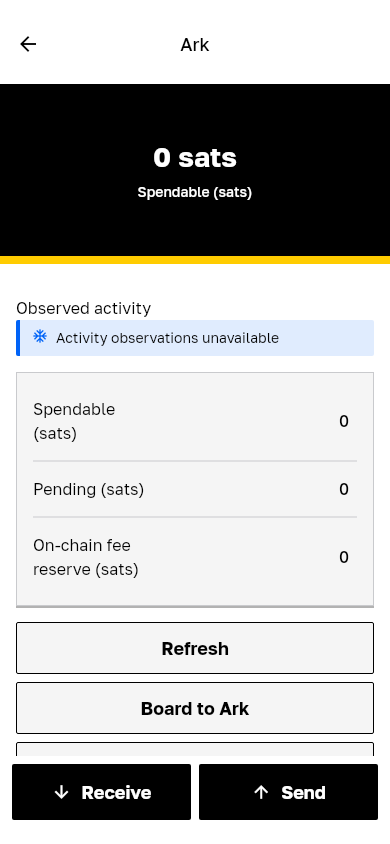 Ark
0 sats
Spendable (sats)
Observed activity
Activity observations unavailable
Spendable
(sats)
0
Pending (sats)
0
On-chain fee
reserve (sats)
0
Refresh
Board to Ark
Receive
Send